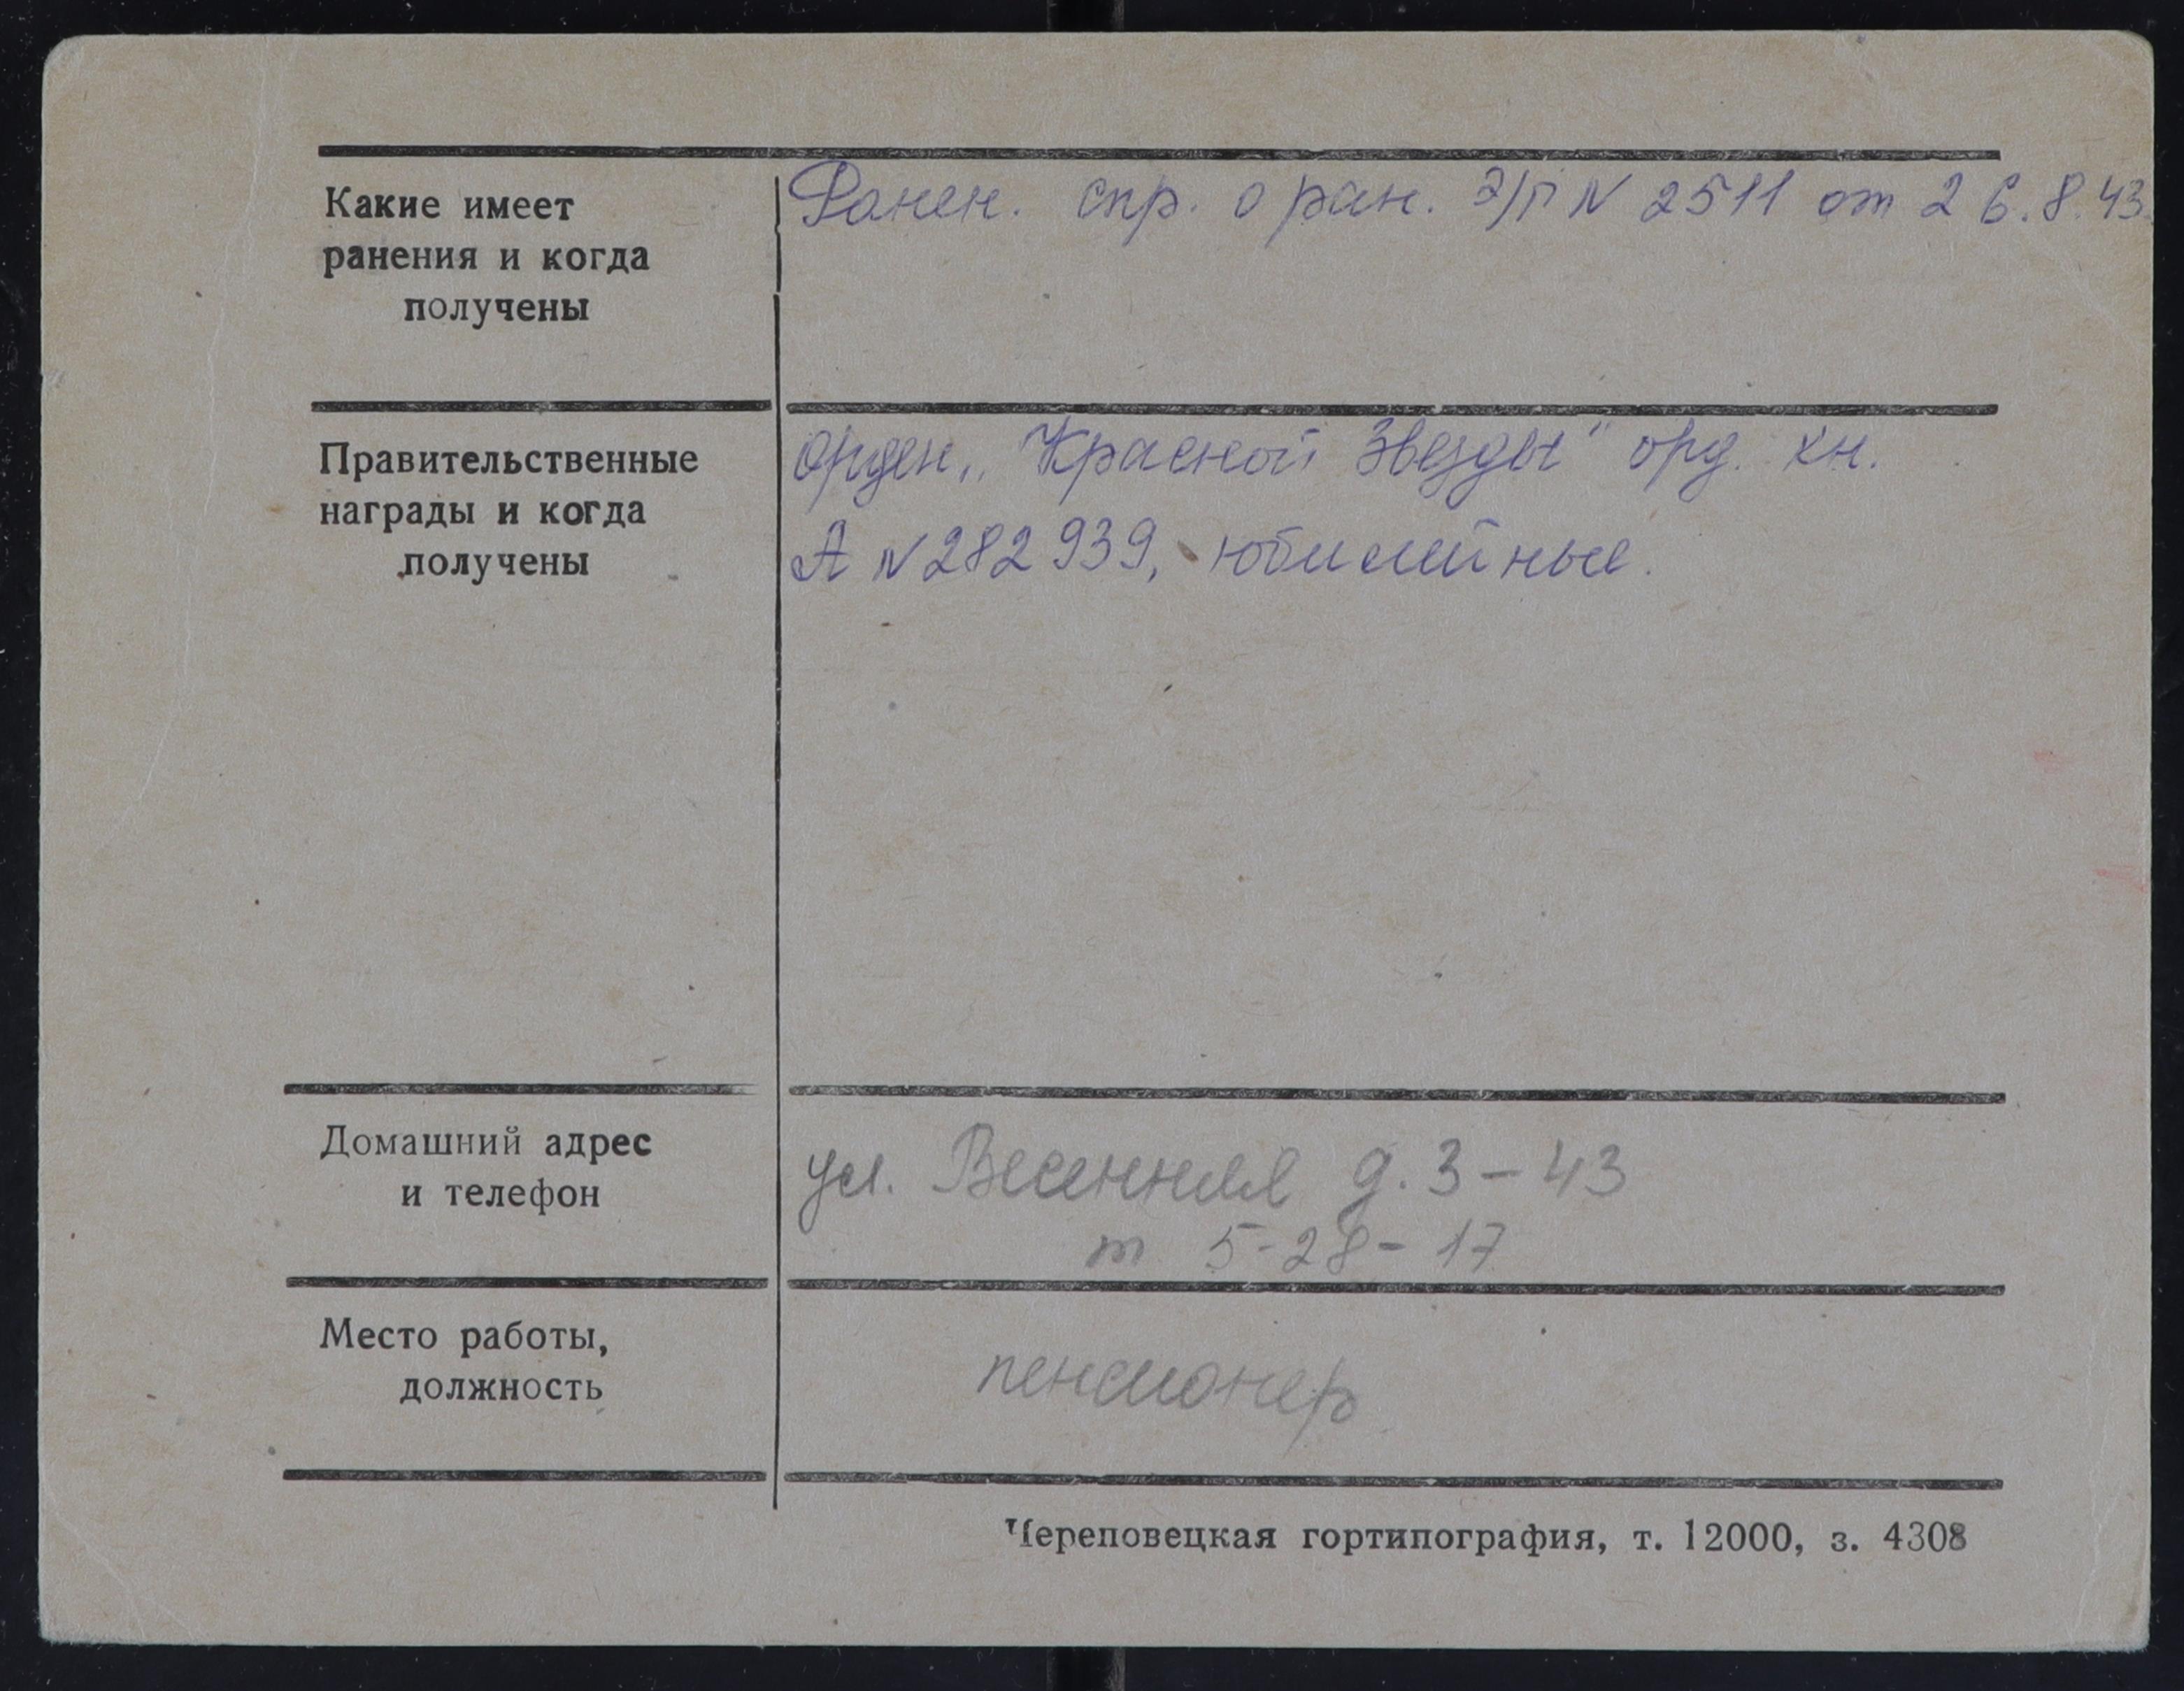 Какие имеет
ранения и когда
получены
Ранен. спр. о ран. Э/Г N 2511 от 26.8.43
Правительственные
награды и когда
получены
Орден „Красной Звезды" орд. кн.
А N 282939, юбилейные.
Домашний адрес
и телефон
ул. Весенняя д. 3-43
т 5-28-17
Место работы,
должность
пенсионер
Череповецкая гортипография, т. 12000, з. 4308